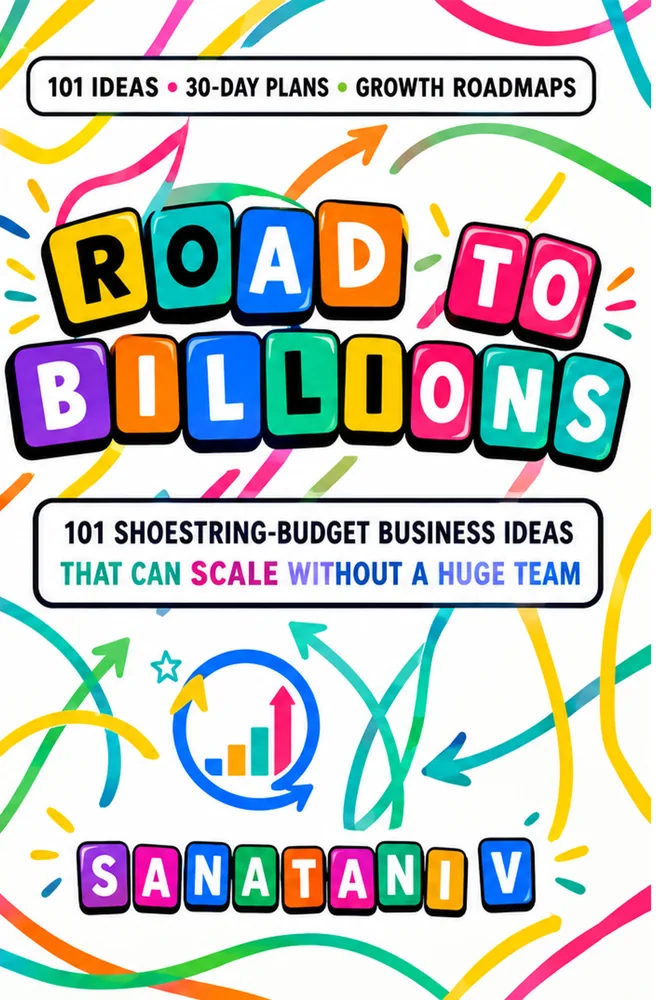 101 IDEAS • 30-DAY PLANS • GROWTH ROADMAPS
ROAD TO
BILLIONS
101 SHOESTRING-BUDGET BUSINESS IDEAS
THAT CAN SCALE WITHOUT A HUGE TEAM
SANATANI V